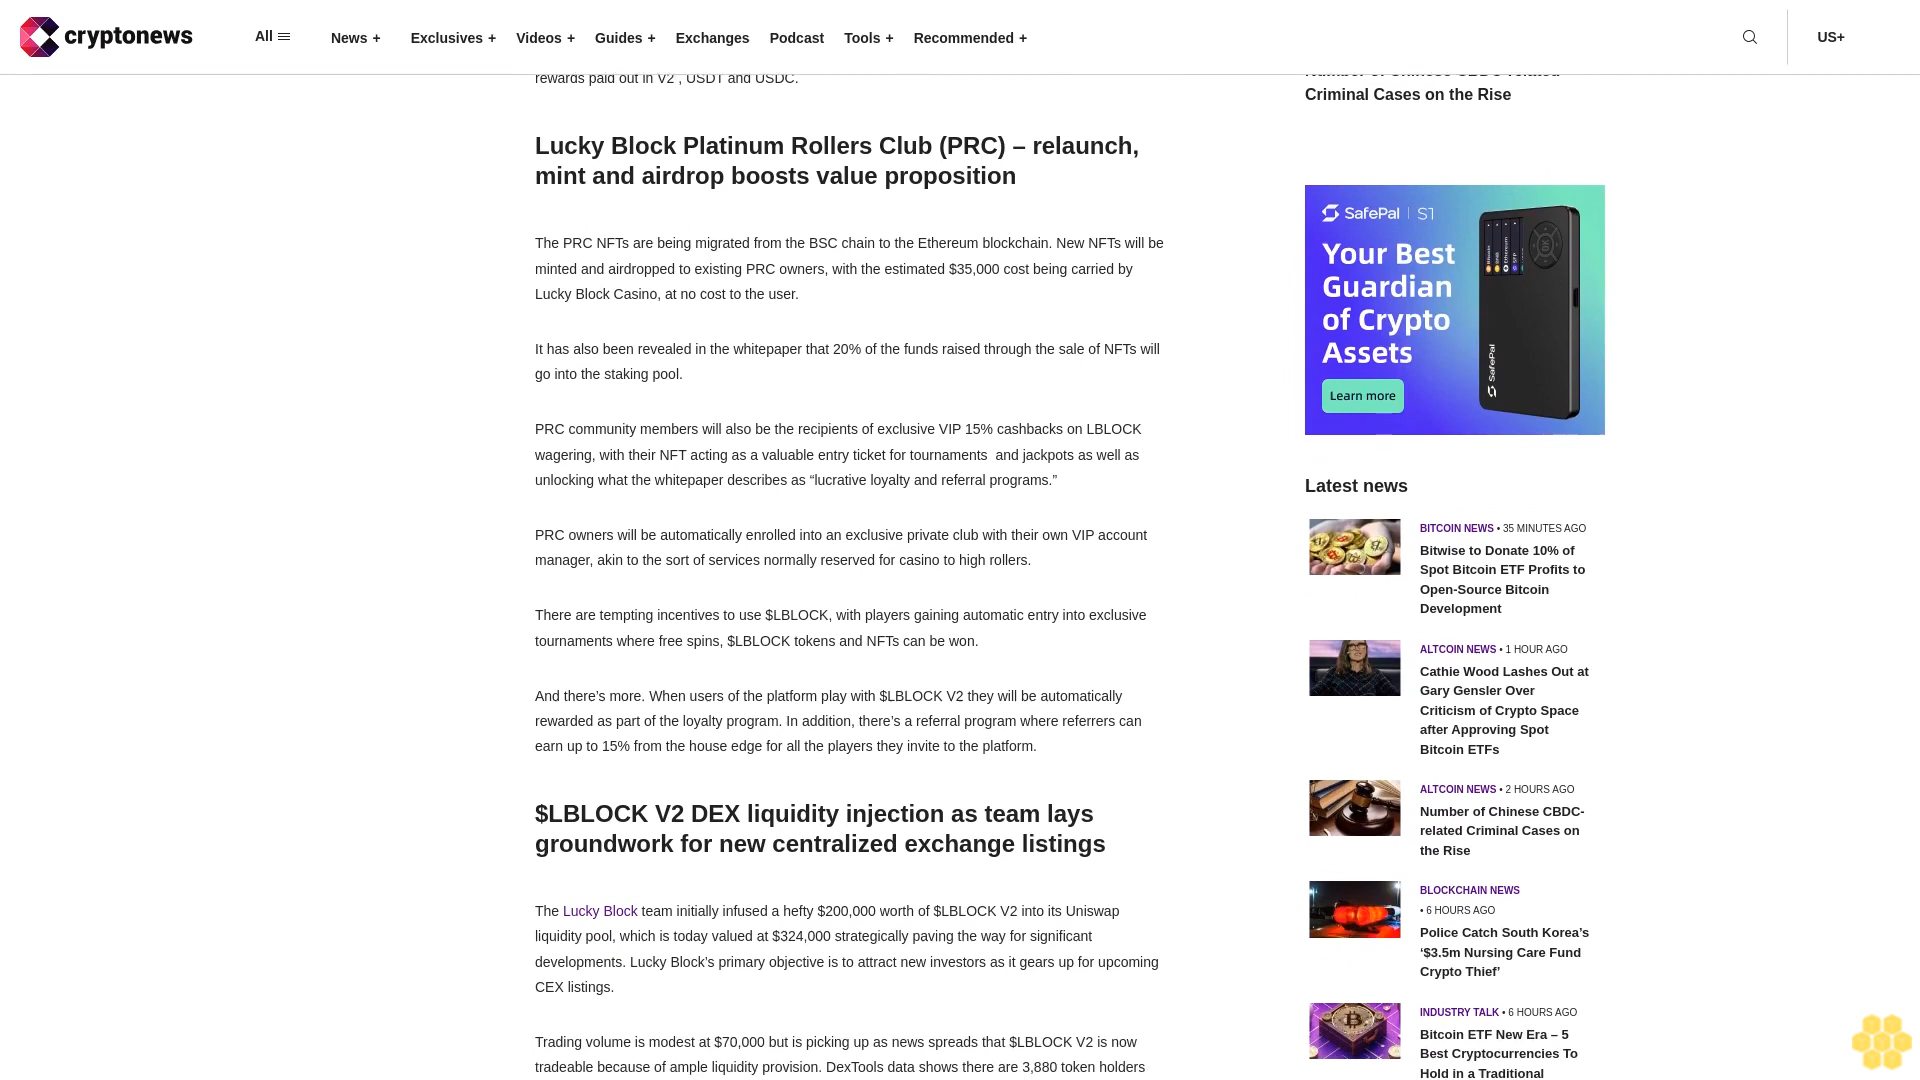 cryptonews
All
News +
Exclusives +
Videos +
Guides +
Exchanges
Podcast
Tools +
Recommended +
US+
rewards paid out in V2 , USDT and USDC.
Lucky Block Platinum Rollers Club (PRC) – relaunch,
mint and airdrop boosts value proposition
The PRC NFTs are being migrated from the BSC chain to the Ethereum blockchain. New NFTs will be
minted and airdropped to existing PRC owners, with the estimated $35,000 cost being carried by
Lucky Block Casino, at no cost to the user.
It has also been revealed in the whitepaper that 20% of the funds raised through the sale of NFTs will
go into the staking pool.
PRC community members will also be the recipients of exclusive VIP 15% cashbacks on LBLOCK
wagering, with their NFT acting as a valuable entry ticket for tournaments  and jackpots as well as
unlocking what the whitepaper describes as “lucrative loyalty and referral programs.”
PRC owners will be automatically enrolled into an exclusive private club with their own VIP account
manager, akin to the sort of services normally reserved for casino to high rollers.
There are tempting incentives to use $LBLOCK, with players gaining automatic entry into exclusive
tournaments where free spins, $LBLOCK tokens and NFTs can be won.
And there’s more. When users of the platform play with $LBLOCK V2 they will be automatically
rewarded as part of the loyalty program. In addition, there’s a referral program where referrers can
earn up to 15% from the house edge for all the players they invite to the platform.
$LBLOCK V2 DEX liquidity injection as team lays
groundwork for new centralized exchange listings
The Lucky Block team initially infused a hefty $200,000 worth of $LBLOCK V2 into its Uniswap
liquidity pool, which is today valued at $324,000 strategically paving the way for significant
developments. Lucky Block’s primary objective is to attract new investors as it gears up for upcoming
CEX listings.
Trading volume is modest at $70,000 but is picking up as news spreads that $LBLOCK V2 is now
tradeable because of ample liquidity provision. DexTools data shows there are 3,880 token holders
Number of Chinese CBDC-related
Criminal Cases on the Rise
SafePal | S1
Your Best
Guardian
of Crypto
Assets
Learn more
SafePal
Latest news
BITCOIN NEWS • 35 MINUTES AGO
Bitwise to Donate 10% of
Spot Bitcoin ETF Profits to
Open-Source Bitcoin
Development
ALTCOIN NEWS • 1 HOUR AGO
Cathie Wood Lashes Out at
Gary Gensler Over
Criticism of Crypto Space
after Approving Spot
Bitcoin ETFs
ALTCOIN NEWS • 2 HOURS AGO
Number of Chinese CBDC-
related Criminal Cases on
the Rise
BLOCKCHAIN NEWS
• 6 HOURS AGO
Police Catch South Korea’s
‘$3.5m Nursing Care Fund
Crypto Thief’
INDUSTRY TALK • 6 HOURS AGO
Bitcoin ETF New Era – 5
Best Cryptocurrencies To
Hold in a Traditional